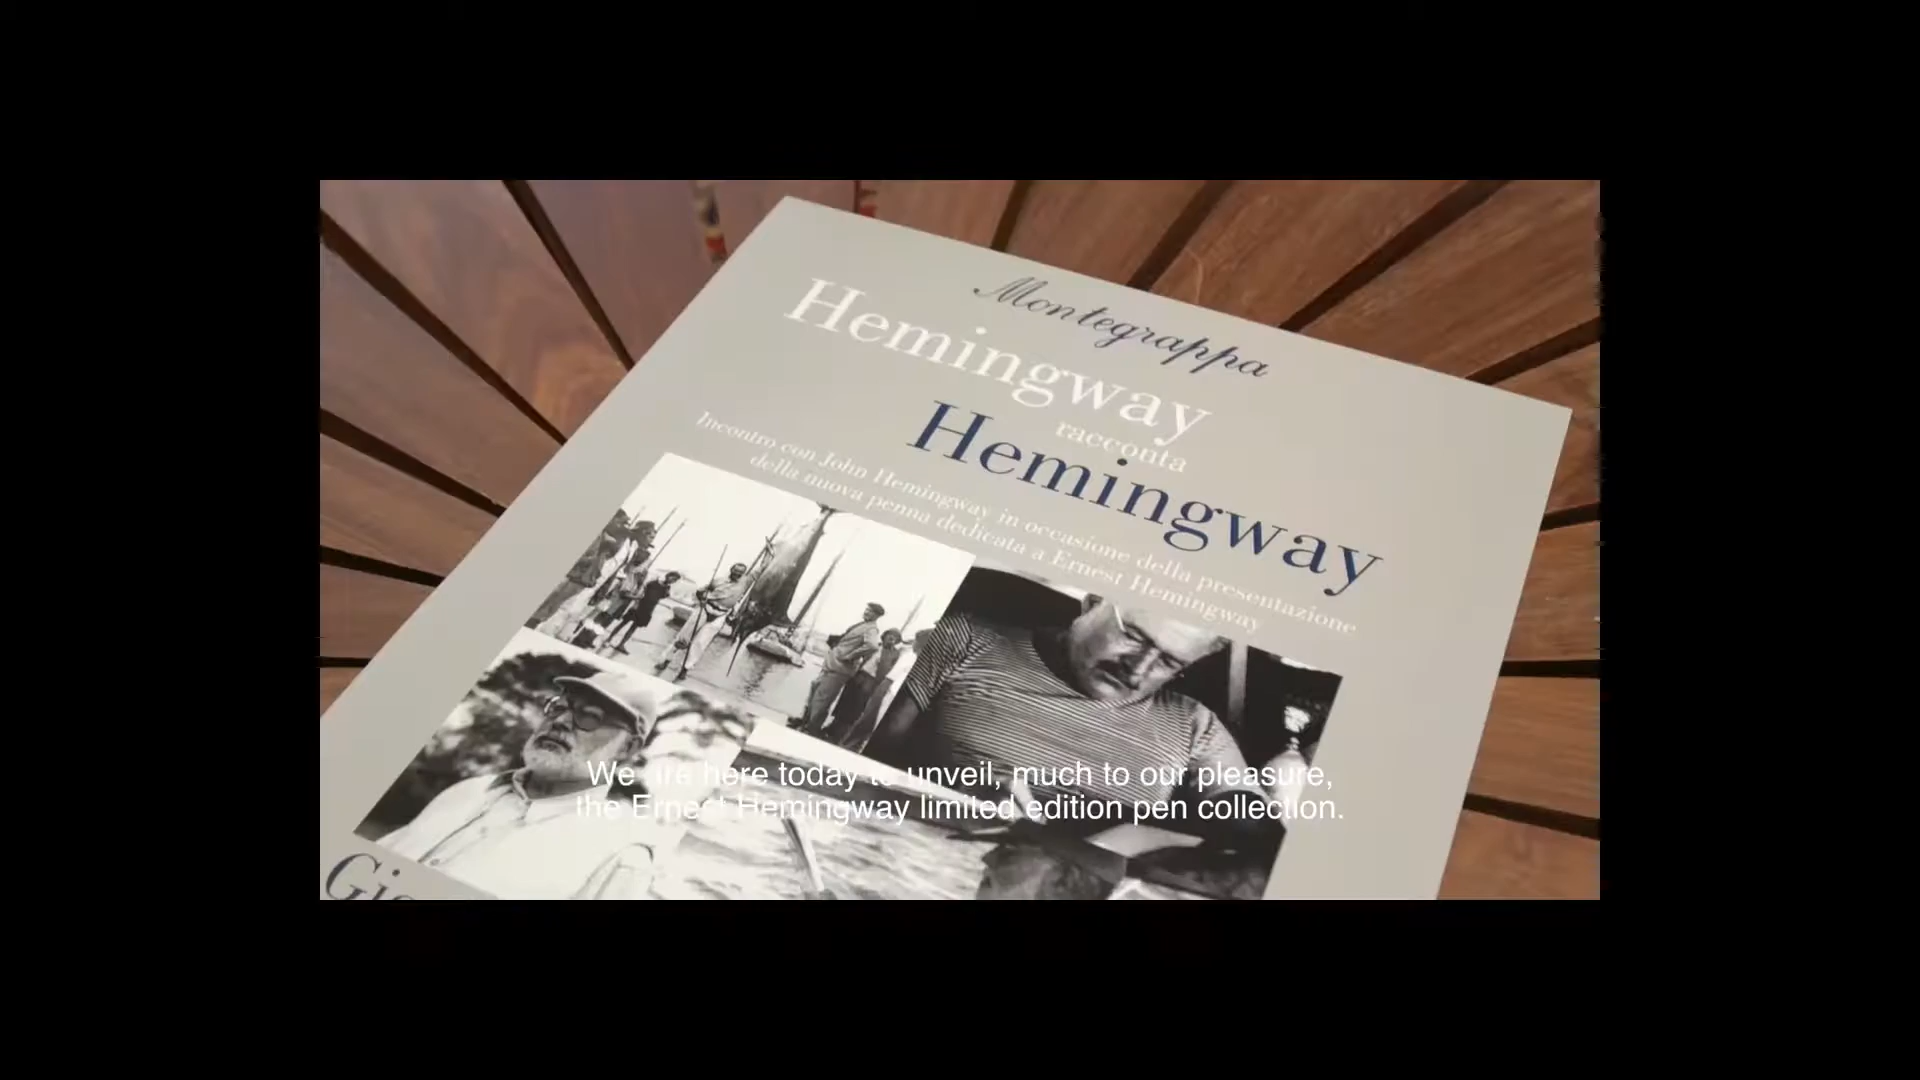 Montegrappa
Hemingway
racconta
Hemingway
Incontro con John Hemingway in occasione della presentazione
della nuova penna dedicata a Ernest Hemingway
We are here today to unveil, much to our pleasure,
the Ernest Hemingway limited edition pen collection.